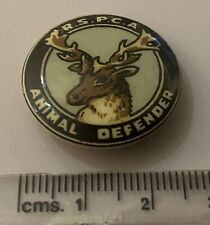 R.S.P.C.A
ANIMAL DEFENDER
cms. 1 2